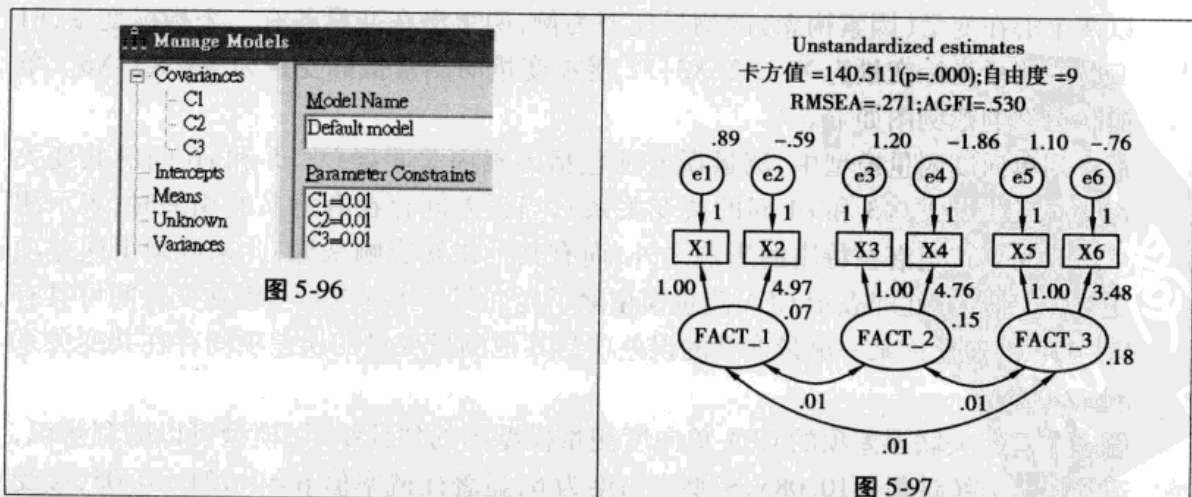 Manage Models
Covariances
C1
C2
C3
Intercepts
Means
Unknown
Variances
Model Name
Default model
Parameter Constraints
C1=0.01
C2=0.01
C3=0.01
图 5-96
Unstandardized estimates
卡方值 =140.511(p=.000);自由度 =9
RMSEA=.271;AGFI=.530
.89 -.59 1.20 -1.86 1.10 -.76
e1 e2 e3 e4 e5 e6
1 1 1 1 1 1
X1 X2 X3 X4 X5 X6
1.00 4.97 1.00 4.76 1.00 3.48
.07 .15 .18
FACT_1 FACT_2 FACT_3
.01 .01
.01
图 5-97